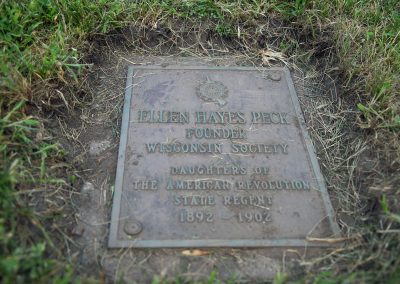 ELLEN HAYES PECK
FOUNDER
WISCONSIN SOCIETY
DAUGHTERS OF
THE AMERICAN REVOLUTION
STATE REGENT
1892 - 1902